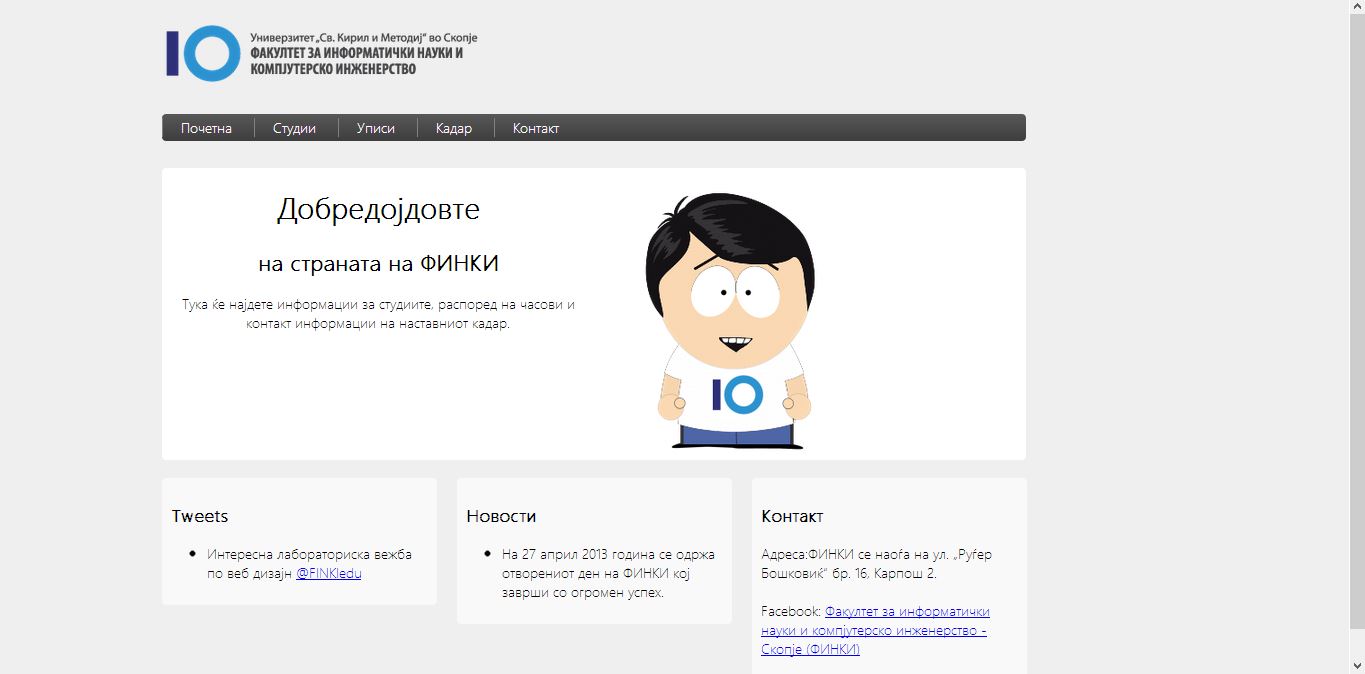 IO
Универзитет „Св. Кирил и Методиј“ во Скопје
ФАКУЛТЕТ ЗА ИНФОРМАТИЧКИ НАУКИ И
КОМПЈУТЕРСКО ИНЖЕНЕРСТВО
Почетна
Студии
Уписи
Кадар
Контакт
Добредојдовте
на страната на ФИНКИ
Тука ќе најдете информации за студиите, распоред на часови и
контакт информации на наставниот кадар.
IO
Tweets
Интересна лабораториска вежба
по веб дизајн @FINKIedu
Новости
На 27 април 2013 година се одржа
отворениот ден на ФИНКИ кој
заврши со огромен успех.
Контакт
Адреса:ФИНКИ се наоѓа на ул. „Руѓер
Бошковиќ“ бр. 16, Карпош 2.
Facebook: Факултет за информатички
науки и компјутерско инженерство -
Скопје (ФИНКИ)